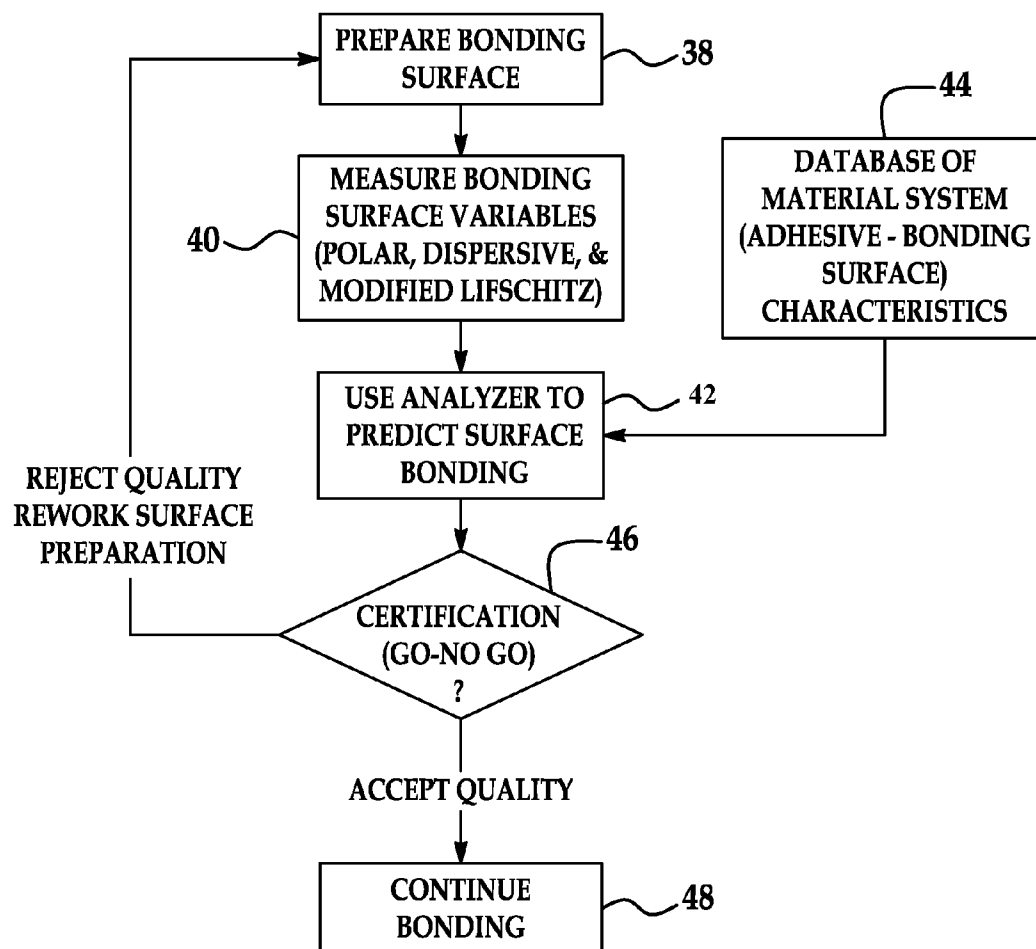 PREPARE BONDING
SURFACE
38
44
MEASURE BONDING
SURFACE VARIABLES
(POLAR, DISPERSIVE, &
MODIFIED LIFSCHITZ)
40
DATABASE OF
MATERIAL SYSTEM
(ADHESIVE - BONDING
SURFACE)
CHARACTERISTICS
USE ANALYZER TO
PREDICT SURFACE
BONDING
42
REJECT QUALITY
REWORK SURFACE
PREPARATION
46
CERTIFICATION
(GO-NO GO)
?
ACCEPT QUALITY
CONTINUE
BONDING
48